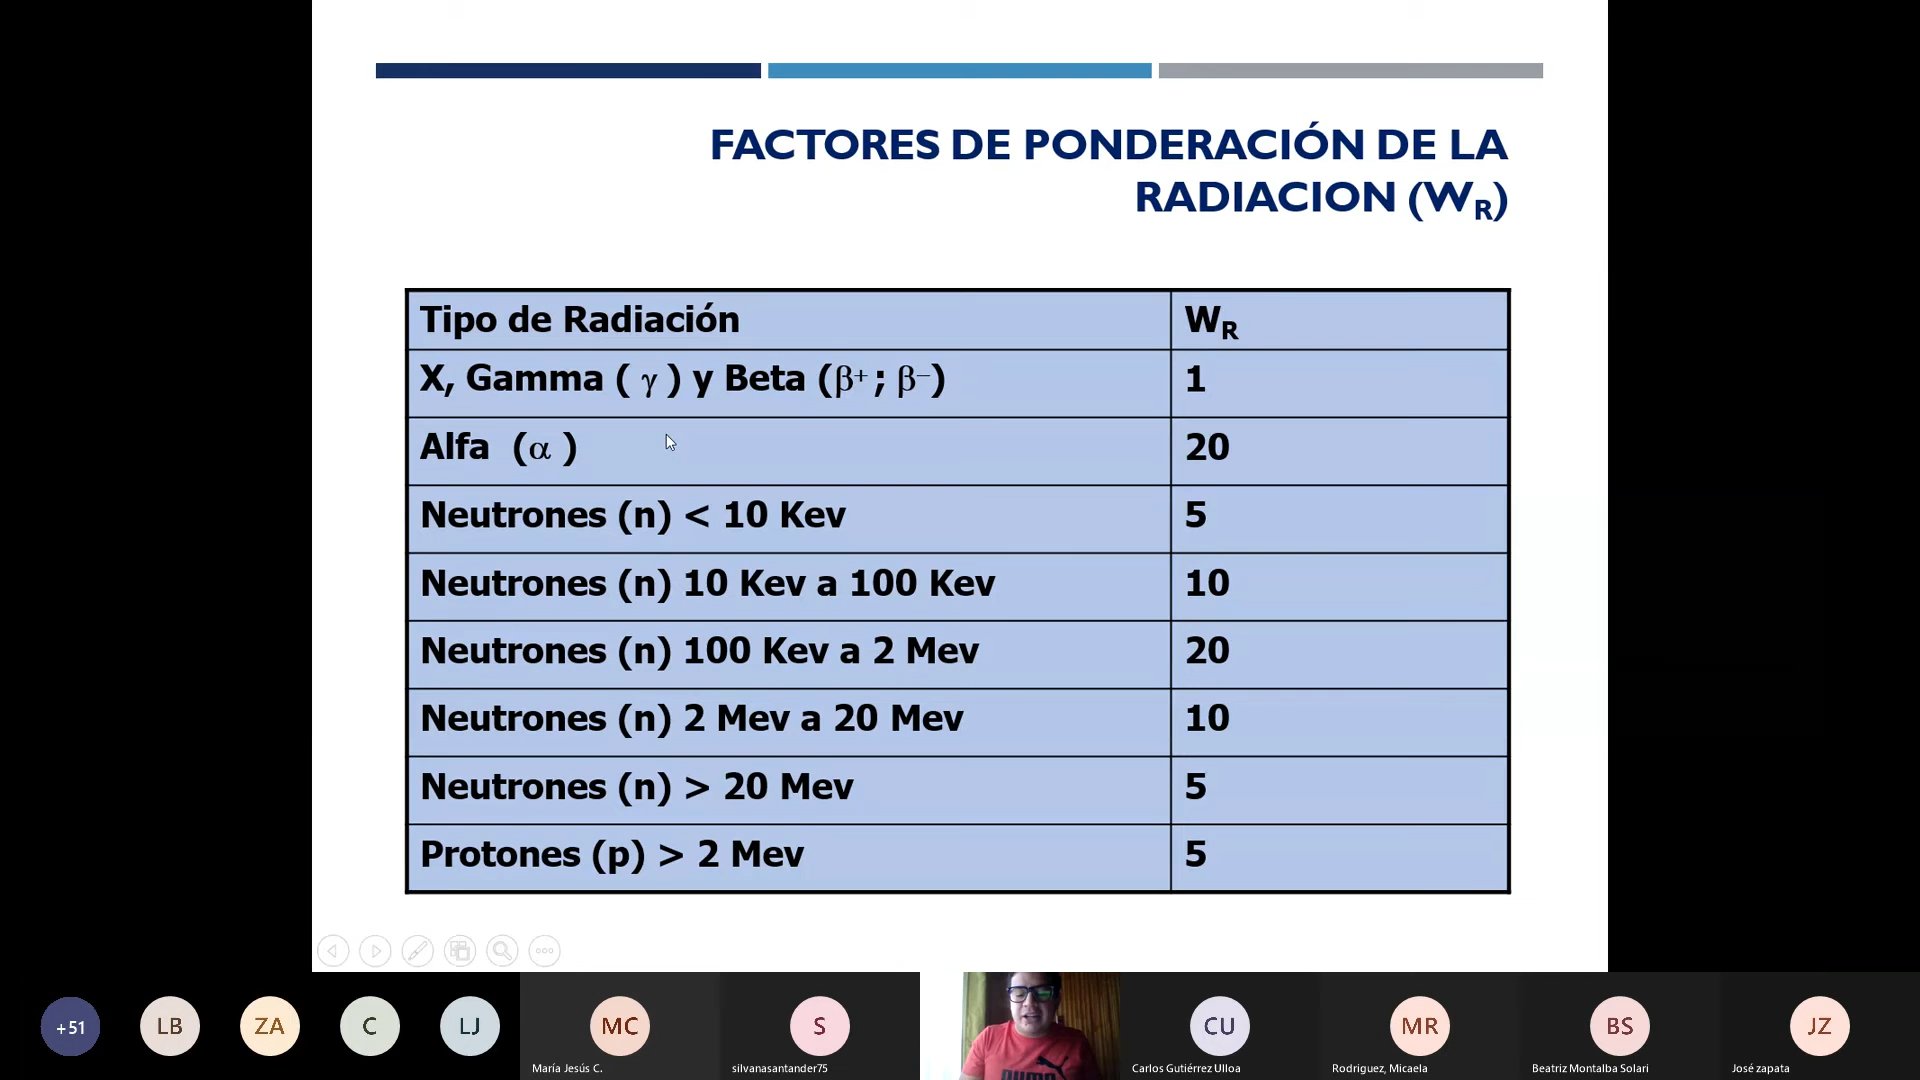 FACTORES DE PONDERACIÓN DE LA
RADIACION (WR)
Tipo de Radiación WR
X, Gamma ( γ ) y Beta (β+ ; β−) 1
Alfa (α ) 20
Neutrones (n) < 10 Kev 5
Neutrones (n) 10 Kev a 100 Kev 10
Neutrones (n) 100 Kev a 2 Mev 20
Neutrones (n) 2 Mev a 20 Mev 10
Neutrones (n) > 20 Mev 5
Protones (p) > 2 Mev 5
+51 LB ZA C LJ MC S CU MR BS JZ
María Jesús C. silvanasantander75 Carlos Gutiérrez Ulloa Rodriguez, Micaela Beatriz Montalba Solari José zapata
PUMA